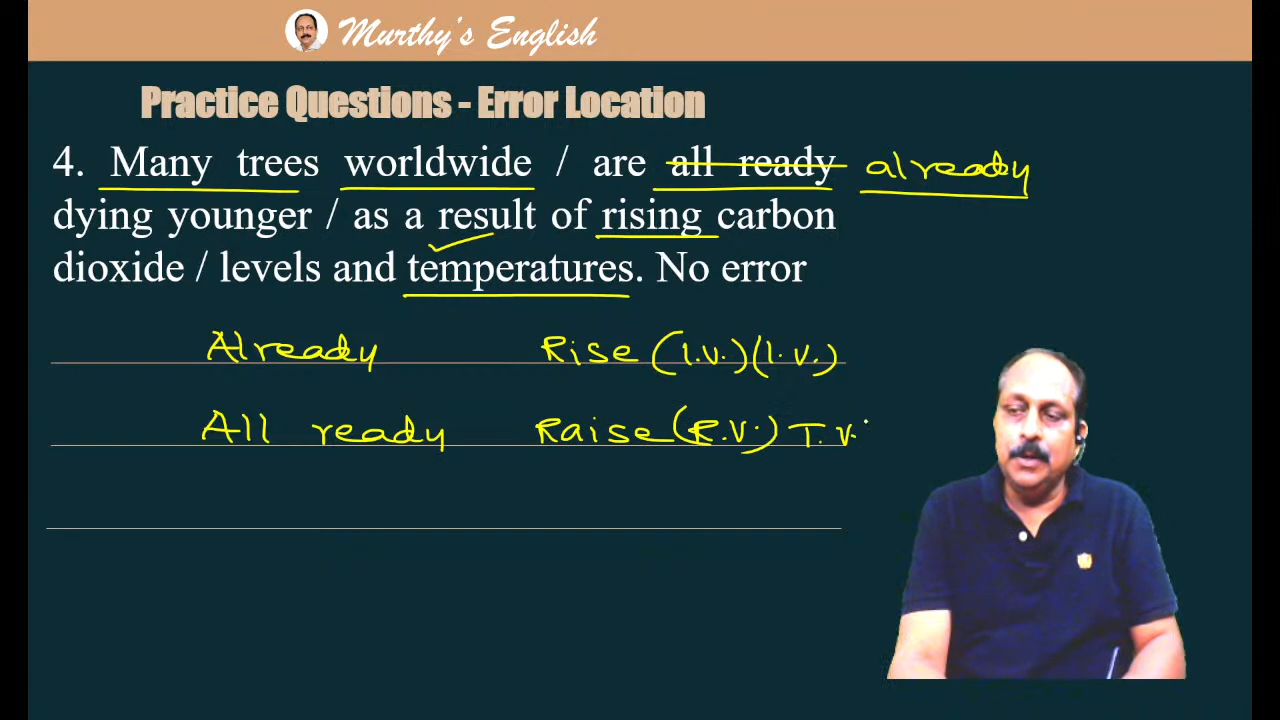 Murthy's English
Practice Questions - Error Location
4. Many trees worldwide / are all ready already
dying younger / as a result of rising carbon
dioxide / levels and temperatures. No error
Already Rise (I.V.) (I.V.)
All ready Raise (R.V.) T.V.